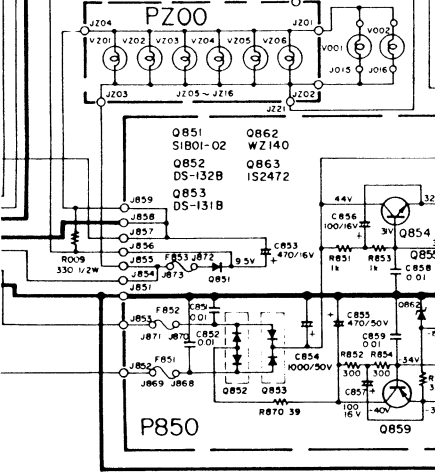 PZ00
JZ04
JZ01
VZ01 VZ02 VZ03 VZ04 VZ05 VZ06
V001
V002
J015 J016
JZ03
JZ05 ~ JZ16
JZ02
JZ21
Q851
S1B01-02
Q862
WZ140
Q852
DS-132B
Q863
1S2472
Q853
DS-131B
J859
J858
J857
J856
J855
J854
J851
R009
330 1/2W
F853 J872
J873
Q851
9.5V
C853
470/16V
44V
C856
100/16V
31V
Q854
R851
1k
R853
1k
C858
0.01
Q862
J853
F852
J871 J870
C851
0.01
C852
0.01
C855
470/50V
C859
0.01
C854
1000/50V
R852
300
R854
300
-34V
J852
F851
J869 J868
Q852
Q853
R870 39
C857
100
16V
-40V
Q859
P850